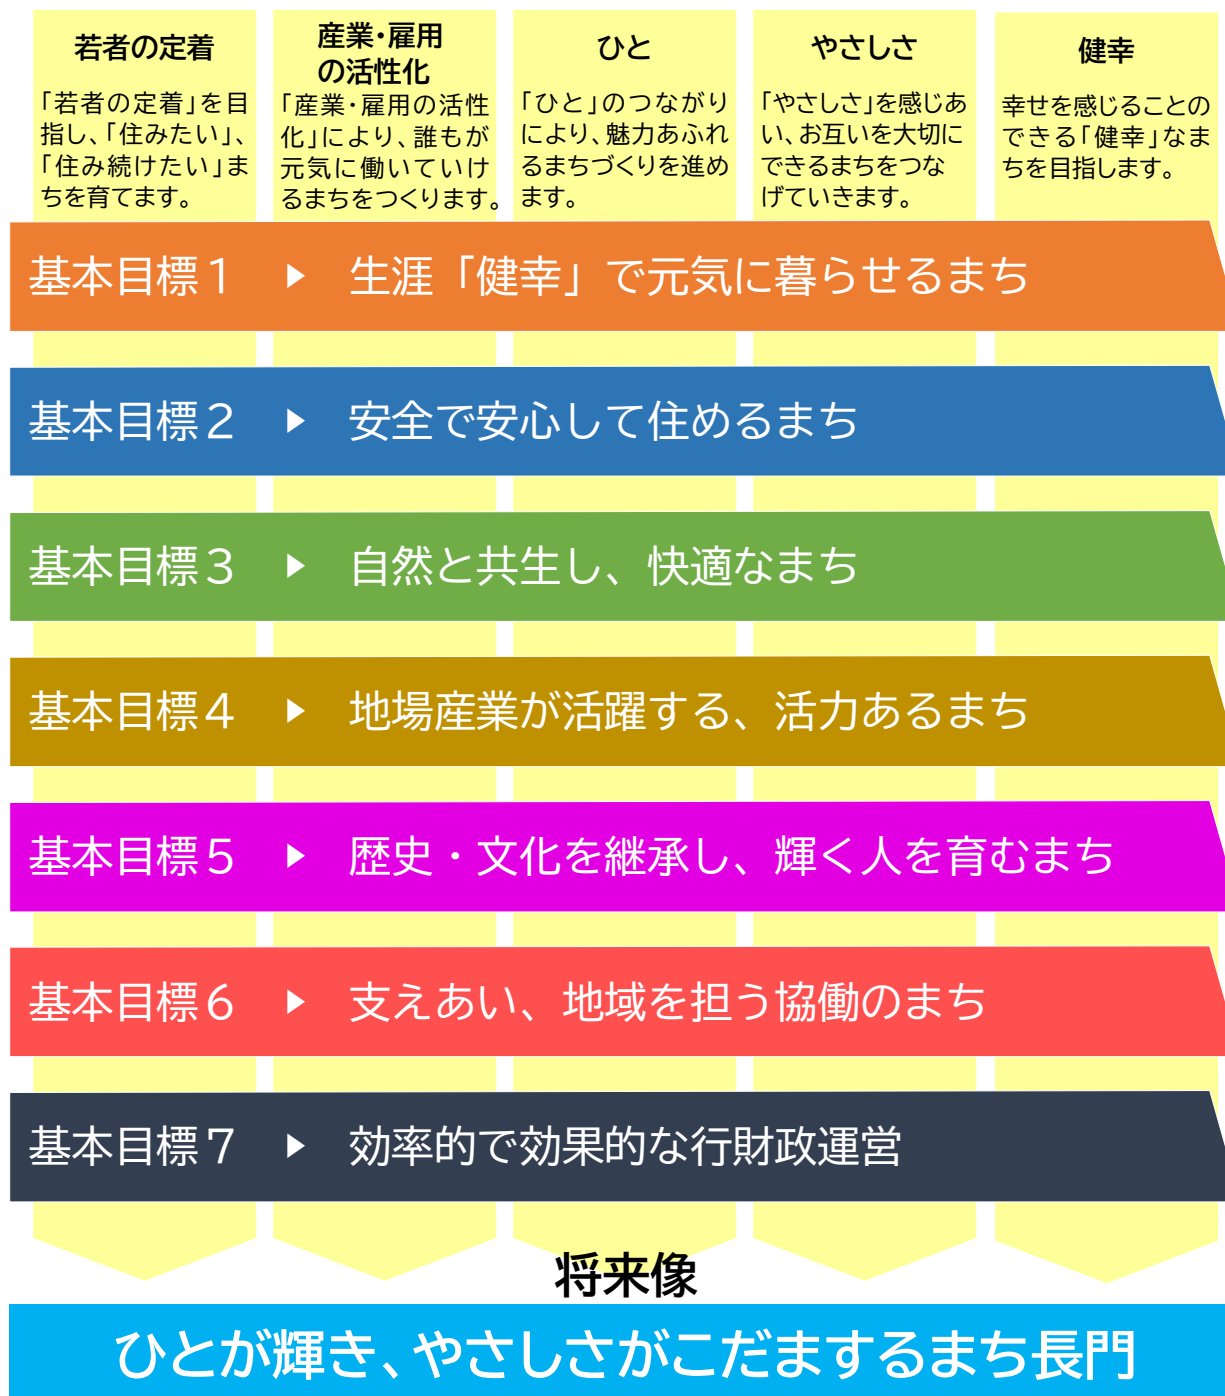 若者の定着
「若者の定着」を目
指し、「住みたい」、
「住み続けたい」ま
ちを育てます。
産業・雇用
の活性化
「産業・雇用の活性
化」により、誰もが
元気に働いていけ
るまちをつくります。
ひと
「ひと」のつながり
により、魅力あふれ
るまちづくりを進め
ます。
やさしさ
「やさしさ」を感じあ
い、お互いを大切に
できるまちをつな
げていきます。
健幸
幸せを感じることの
できる「健幸」なま
ちを目指します。
基本目標１ ▶ 生涯「健幸」で元気に暮らせるまち
基本目標２ ▶ 安全で安心して住めるまち
基本目標３ ▶ 自然と共生し、快適なまち
基本目標４ ▶ 地場産業が活躍する、活力あるまち
基本目標５ ▶ 歴史・文化を継承し、輝く人を育むまち
基本目標６ ▶ 支えあい、地域を担う協働のまち
基本目標７ ▶ 効率的で効果的な行財政運営
将来像
ひとが輝き、やさしさがこだまするまち長門